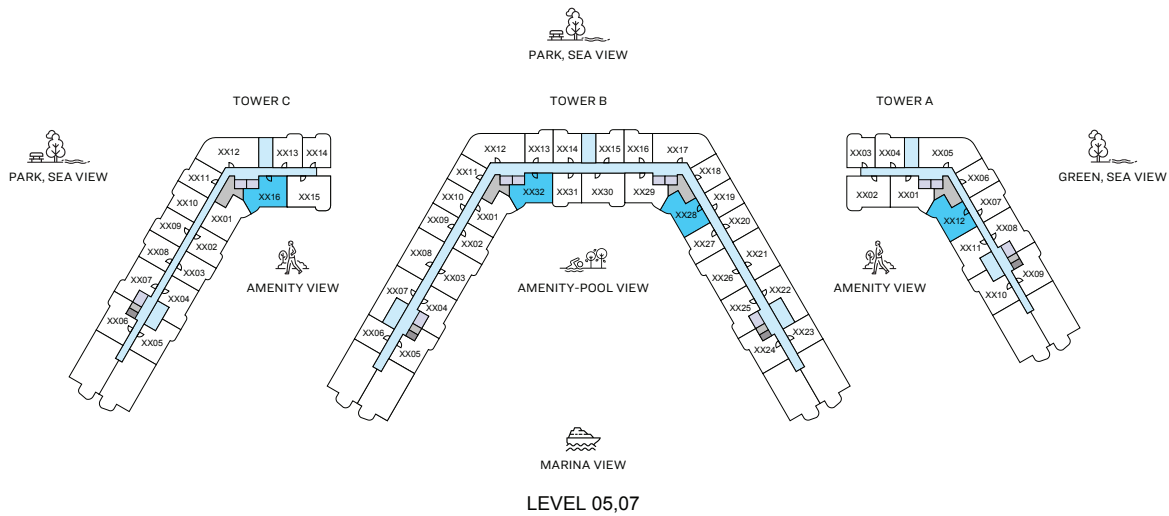 PARK, SEA VIEW
TOWER C
TOWER B
TOWER A
PARK, SEA VIEW
GREEN, SEA VIEW
XX12
XX13
XX14
XX11
XX10
XX09
XX08
XX07
XX06
XX16
XX15
XX01
XX02
XX03
XX04
XX05
XX12
XX13
XX14
XX15
XX16
XX17
XX11
XX10
XX09
XX08
XX07
XX06
XX32
XX31
XX30
XX29
XX01
XX02
XX03
XX04
XX05
XX18
XX19
XX20
XX21
XX22
XX23
XX28
XX27
XX26
XX25
XX24
XX03
XX04
XX05
XX02
XX01
XX06
XX07
XX08
XX09
XX12
XX11
XX10
AMENITY VIEW
AMENITY-POOL VIEW
AMENITY VIEW
MARINA VIEW
LEVEL 05,07